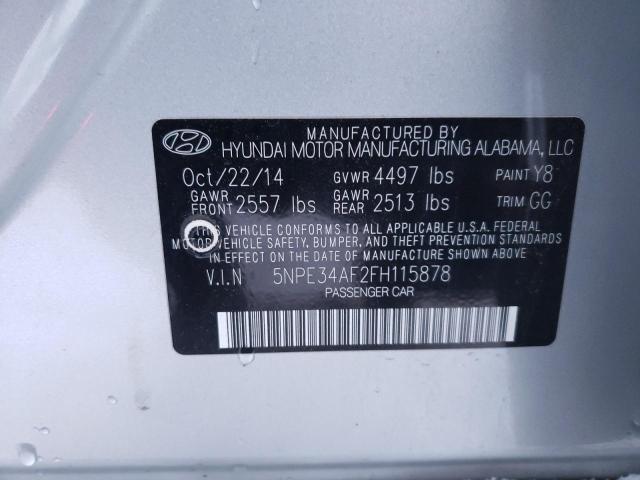 MANUFACTURED BY
HYUNDAI MOTOR MANUFACTURING ALABAMA, LLC
Oct/22/14 GVWR 4497 lbs PAINT Y8
GAWR FRONT 2557 lbs GAWR REAR 2513 lbs TRIM GG
THIS VEHICLE CONFORMS TO ALL APPLICABLE U.S.A. FEDERAL
MOTOR VEHICLE SAFETY, BUMPER, AND THEFT PREVENTION
STANDARDS IN EFFECT ON THE DATE OF MANUFACTURE SHOWN ABOVE.
V.I.N 5NPE34AF2FH115878
PASSENGER CAR